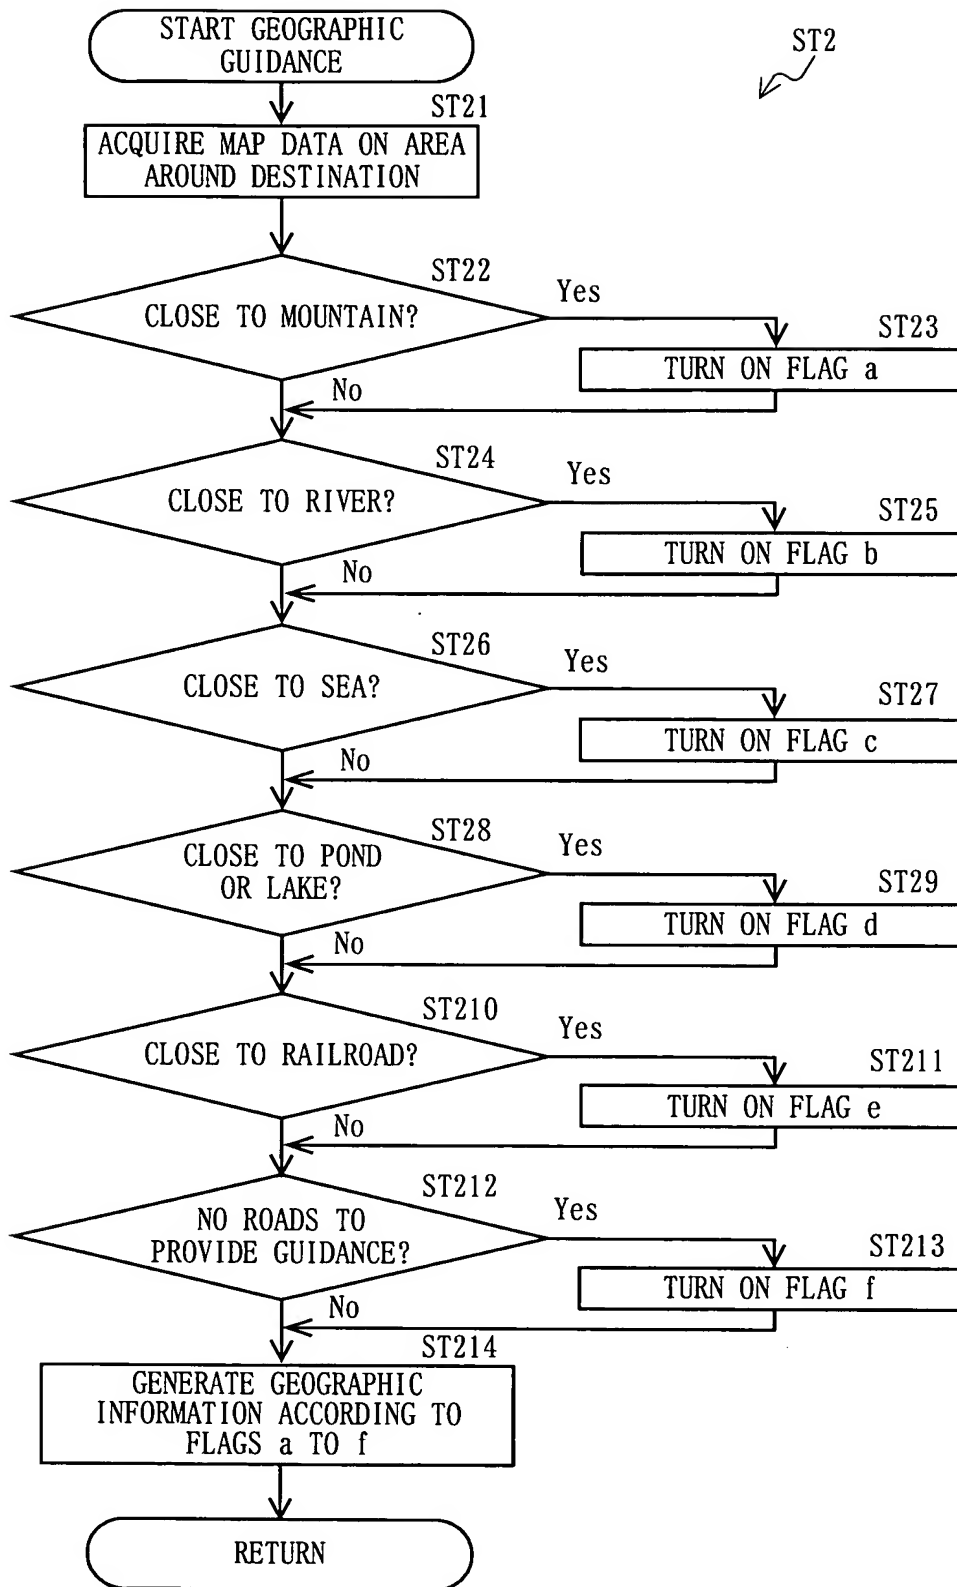 START GEOGRAPHIC
GUIDANCE
ST2
ST21
ACQUIRE MAP DATA ON AREA
AROUND DESTINATION
ST22
CLOSE TO MOUNTAIN?
Yes
ST23
TURN ON FLAG a
No
ST24
CLOSE TO RIVER?
Yes
ST25
TURN ON FLAG b
No
ST26
CLOSE TO SEA?
Yes
ST27
TURN ON FLAG c
No
ST28
CLOSE TO POND
OR LAKE?
Yes
ST29
TURN ON FLAG d
No
ST210
CLOSE TO RAILROAD?
Yes
ST211
TURN ON FLAG e
No
ST212
NO ROADS TO
PROVIDE GUIDANCE?
Yes
ST213
TURN ON FLAG f
No
ST214
GENERATE GEOGRAPHIC
INFORMATION ACCORDING TO
FLAGS a TO f
RETURN